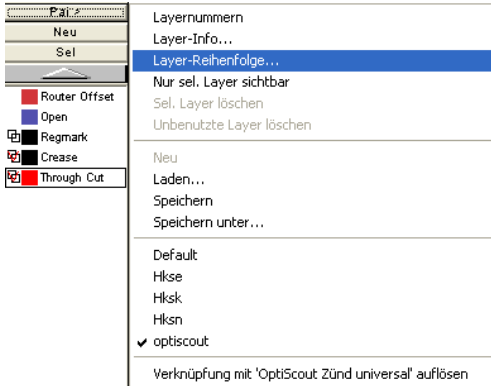 Neu
Sel
Router Offset
Open
Regmark
Crease
Through Cut
Layernummern
Layer-Info...
Layer-Reihenfolge...
Nur sel. Layer sichtbar
Sel. Layer löschen
Unbenutzte Layer löschen
Neu
Laden...
Speichern
Speichern unter...
Default
Hkse
Hksk
Hksn
optiscout
Verknüpfung mit 'OptiScout Zünd universal' auflösen